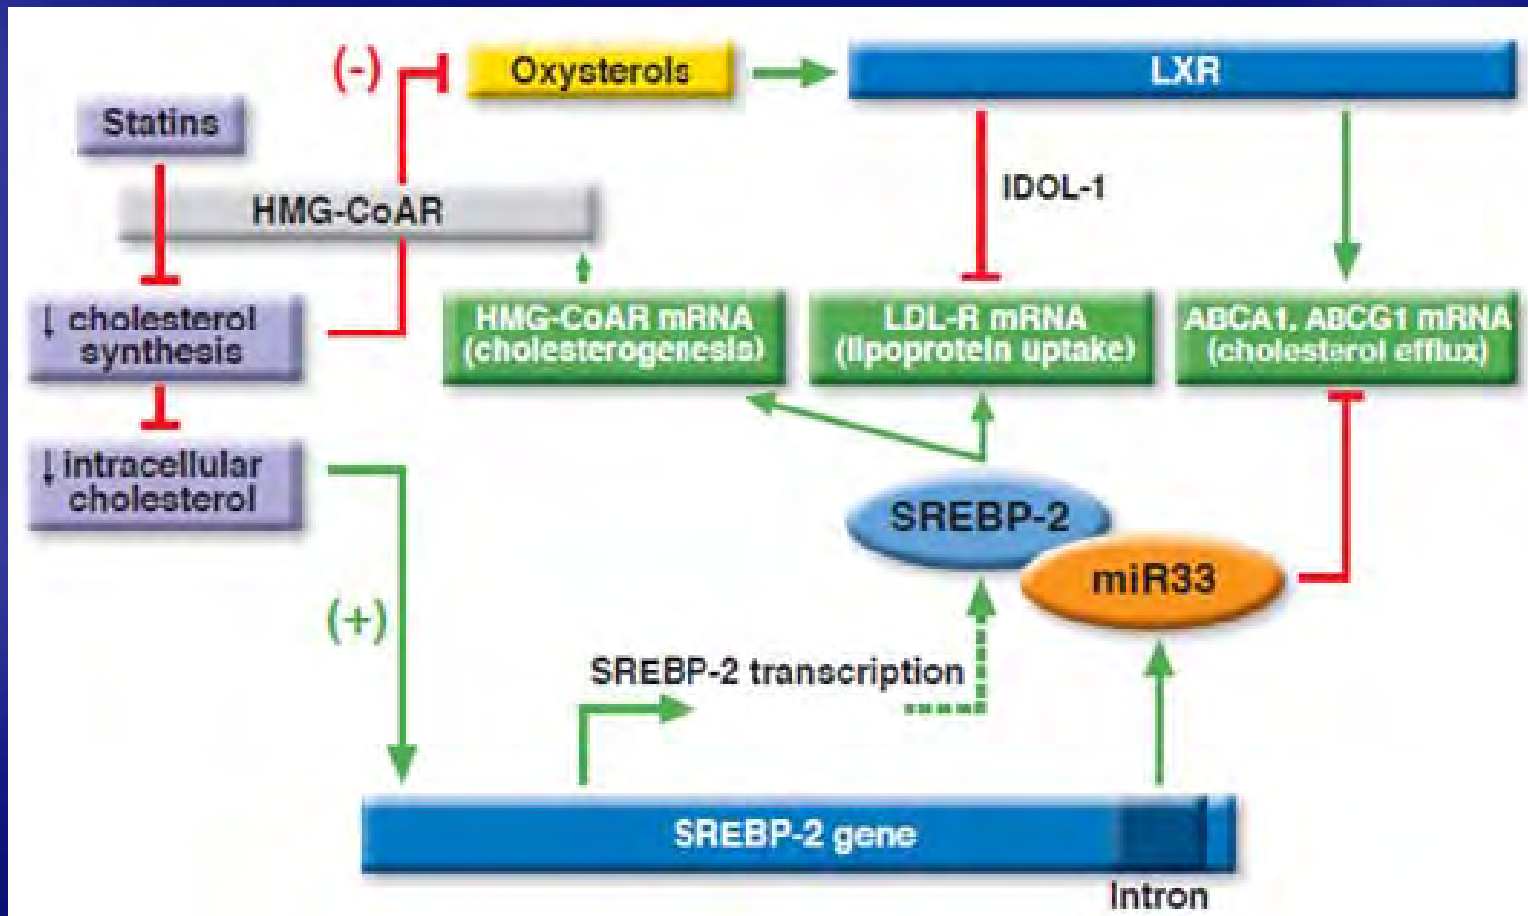 (-)
Oxysterols
LXR
Statins
HMG-CoAR
IDOL-1
↓ cholesterol
synthesis
HMG-CoAR mRNA
(cholesterogenesis)
LDL-R mRNA
(lipoprotein uptake)
ABCA1, ABCG1 mRNA
(cholesterol efflux)
↓ intracellular
cholesterol
SREBP-2
miR33
(+)
SREBP-2 transcription
SREBP-2 gene
Intron